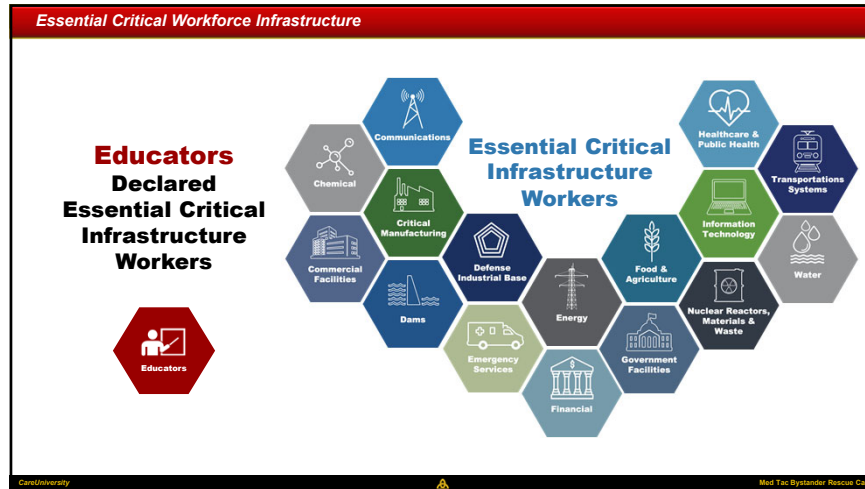 Essential Critical Workforce Infrastructure
Educators
Declared
Essential Critical
Infrastructure
Workers
Educators
Essential Critical
Infrastructure
Workers
Communications
Chemical
Critical
Manufacturing
Commercial
Facilities
Dams
Defense
Industrial Base
Emergency
Services
Energy
$
Financial
Food &
Agriculture
Government
Facilities
Healthcare &
Public Health
Information
Technology
Transportations
Systems
Water
Nuclear Reactors,
Materials &
Waste
CareUniversity
Med Tac Bystander Rescue Ca